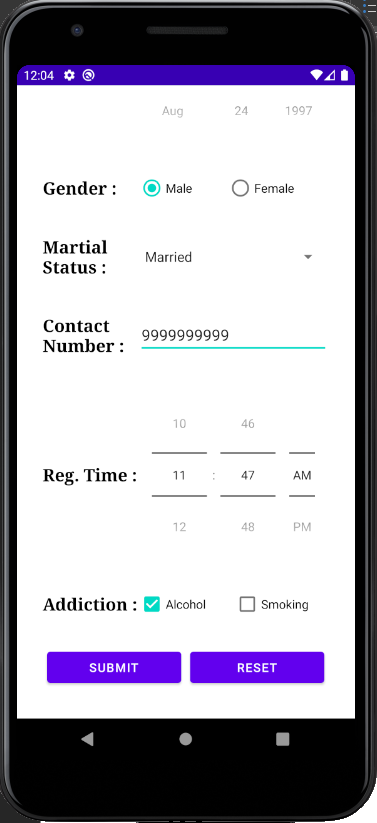 12:04
Aug 24 1997
Gender : Male Female
Martial
Status : Married
Contact
Number : 9999999999
10 46
Reg. Time : 11 : 47 AM
12 48 PM
Addiction : Alcohol Smoking
SUBMIT RESET